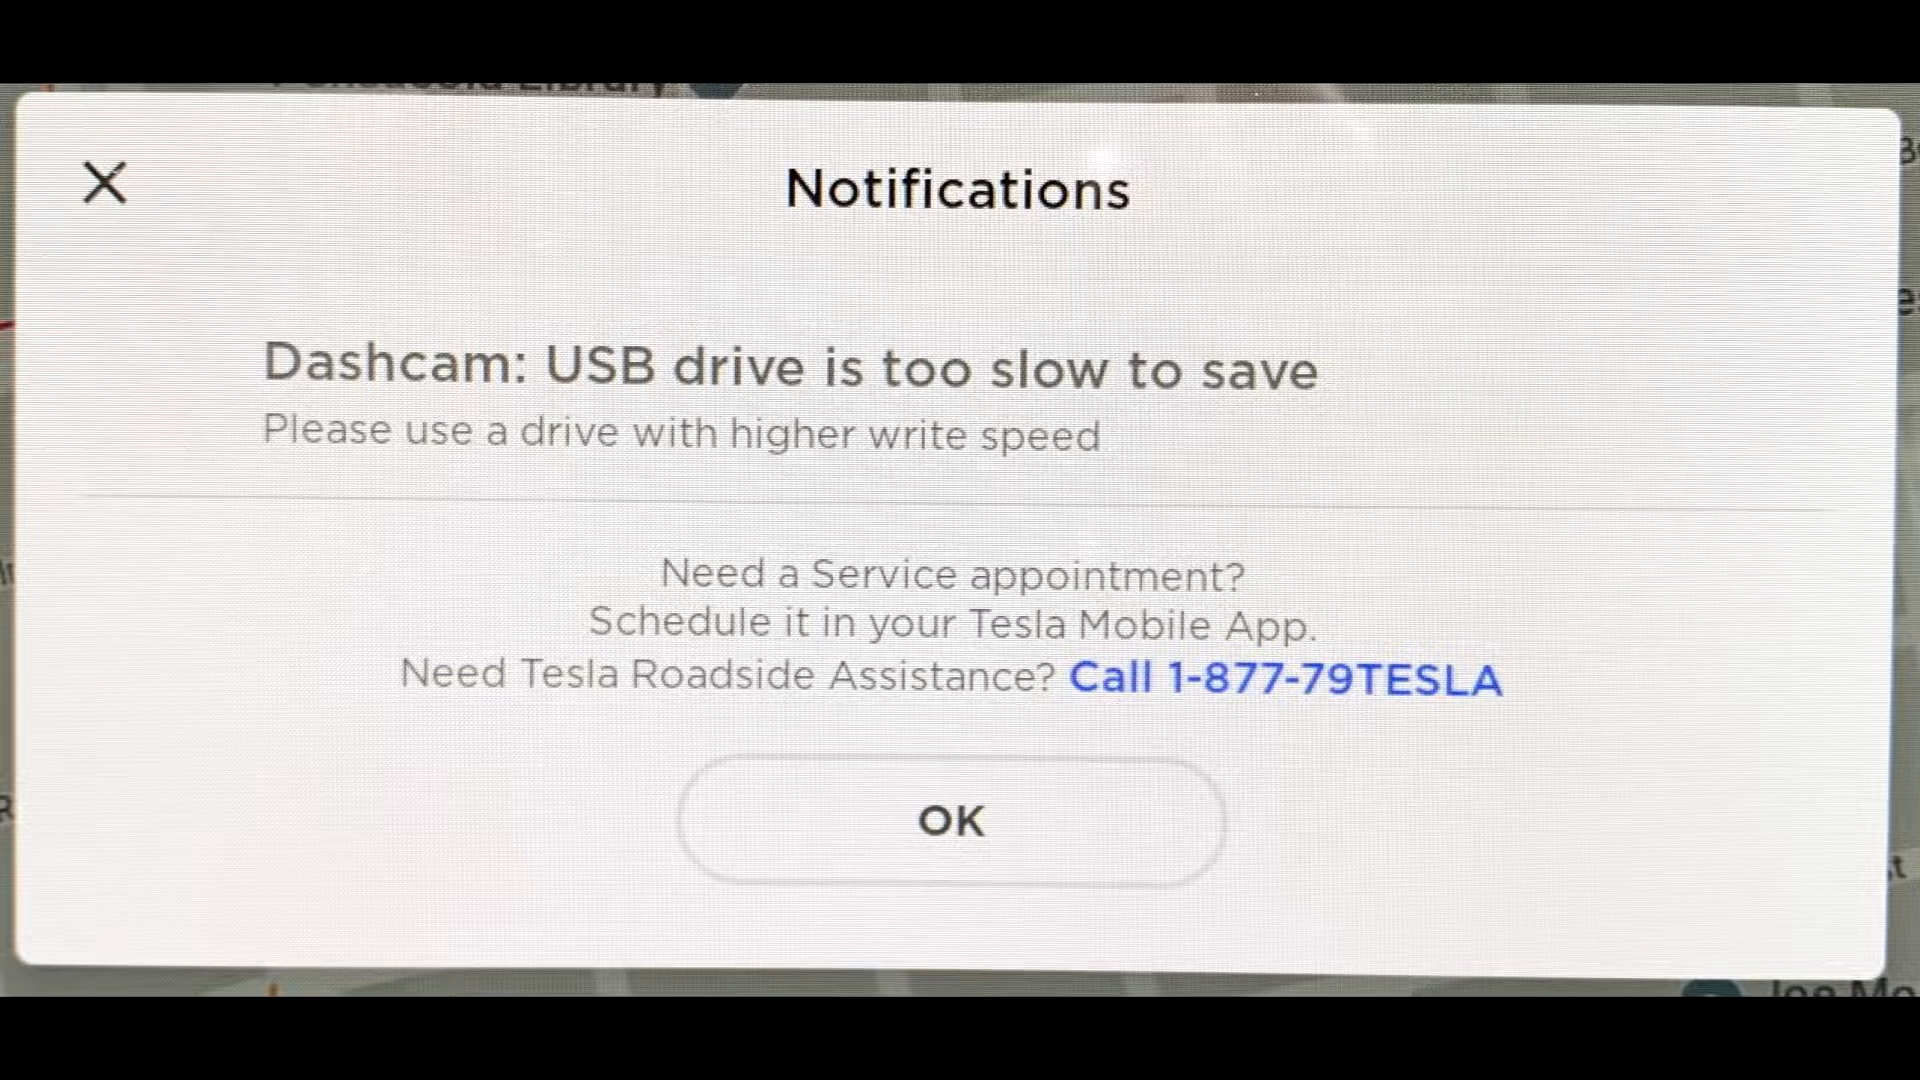 Notifications
Dashcam: USB drive is too slow to save
Please use a drive with higher write speed
Need a Service appointment?
Schedule it in your Tesla Mobile App.
Need Tesla Roadside Assistance? Call 1-877-79TESLA
OK